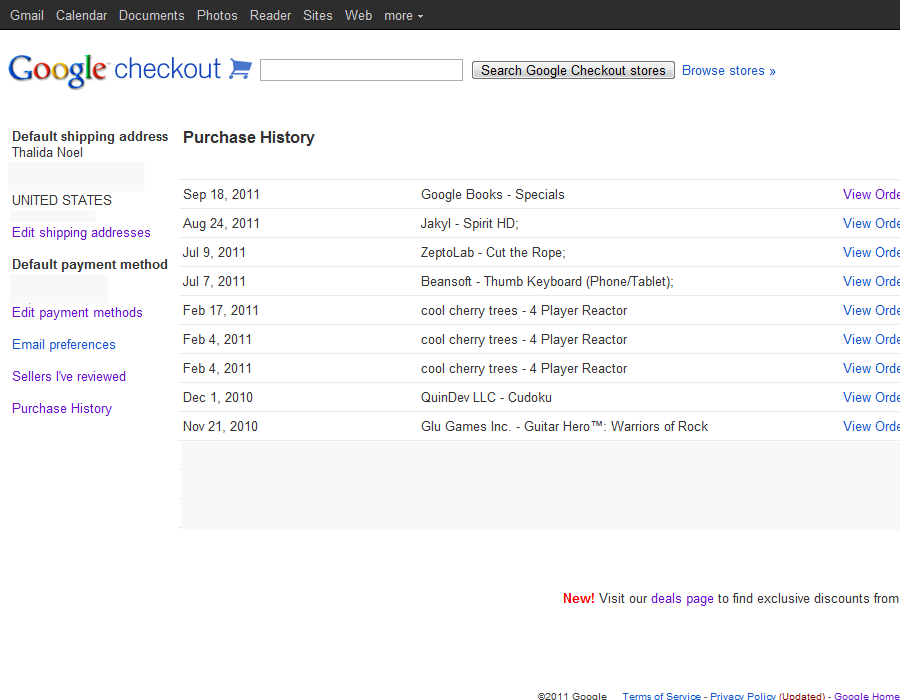 Gmail Calendar Documents Photos Reader Sites Web more
Google checkout Search Google Checkout stores Browse stores »
Default shipping address
Thalida Noel
UNITED STATES
Edit shipping addresses
Default payment method
Edit payment methods
Email preferences
Sellers I've reviewed
Purchase History
Purchase History
Sep 18, 2011 Google Books - Specials View Orde
Aug 24, 2011 Jakyl - Spirit HD; View Orde
Jul 9, 2011 ZeptoLab - Cut the Rope; View Orde
Jul 7, 2011 Beansoft - Thumb Keyboard (Phone/Tablet); View Orde
Feb 17, 2011 cool cherry trees - 4 Player Reactor View Orde
Feb 4, 2011 cool cherry trees - 4 Player Reactor View Orde
Feb 4, 2011 cool cherry trees - 4 Player Reactor View Orde
Dec 1, 2010 QuinDev LLC - Cudoku View Orde
Nov 21, 2010 Glu Games Inc. - Guitar Hero™: Warriors of Rock View Orde
New! Visit our deals page to find exclusive discounts from
©2011 Google Terms of Service - Privacy Policy (Updated) - Google Home